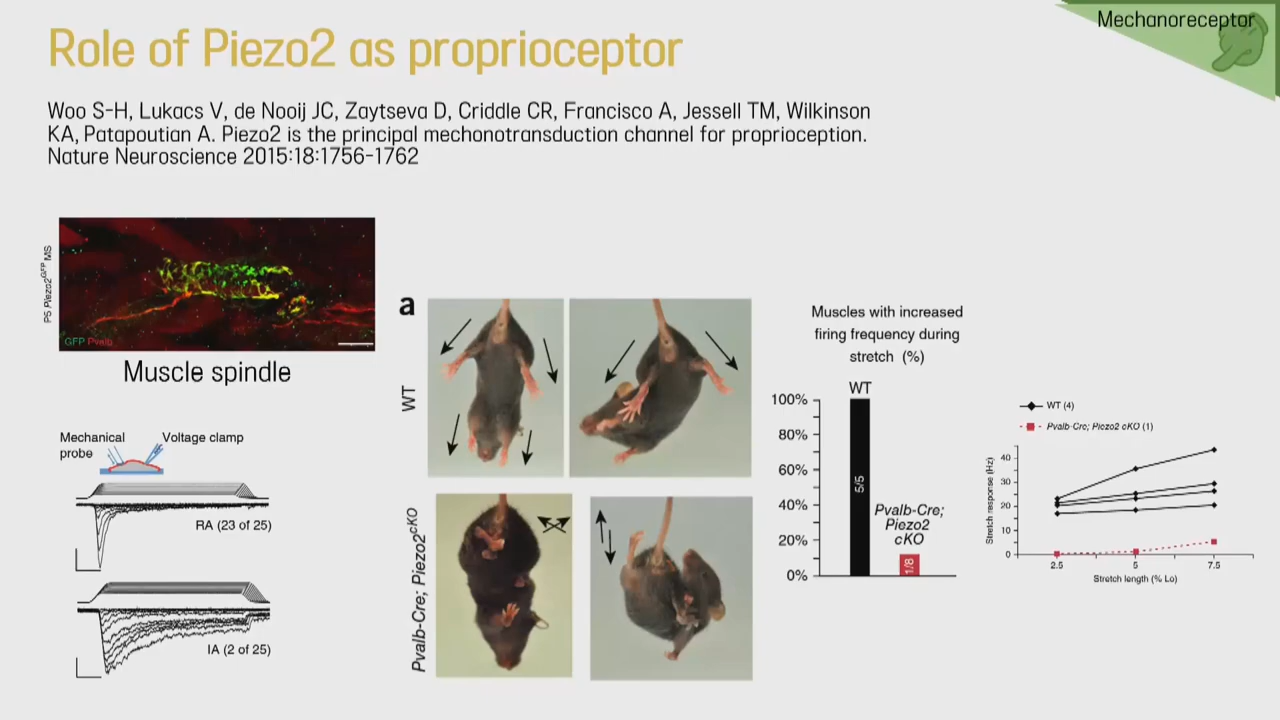 Mechanoreceptor
Role of Piezo2 as proprioceptor
Woo S-H, Lukacs V, de Nooij JC, Zaytseva D, Criddle CR, Francisco A, Jessell TM, Wilkinson
KA, Patapoutian A. Piezo2 is the principal mechonotransduction channel for proprioception.
Nature Neuroscience 2015:18:1756-1762
P5 Piezo2GFP MS
GFP Pvalb
Muscle spindle
Mechanical
probe
Voltage clamp
RA (23 of 25)
IA (2 of 25)
a
WT
Pvalb-Cre; Piezo2cKO
Muscles with increased
firing frequency during
stretch (%)
WT
100%
80%
60%
40%
20%
0%
5/5
Pvalb-Cre;
Piezo2
cKO
1/8
WT (4)
Pvalb-Cre; Piezo2 cKO (1)
Stretch response (Hz)
40
30
20
10
0
2.5 5 7.5
Stretch length (% Lo)